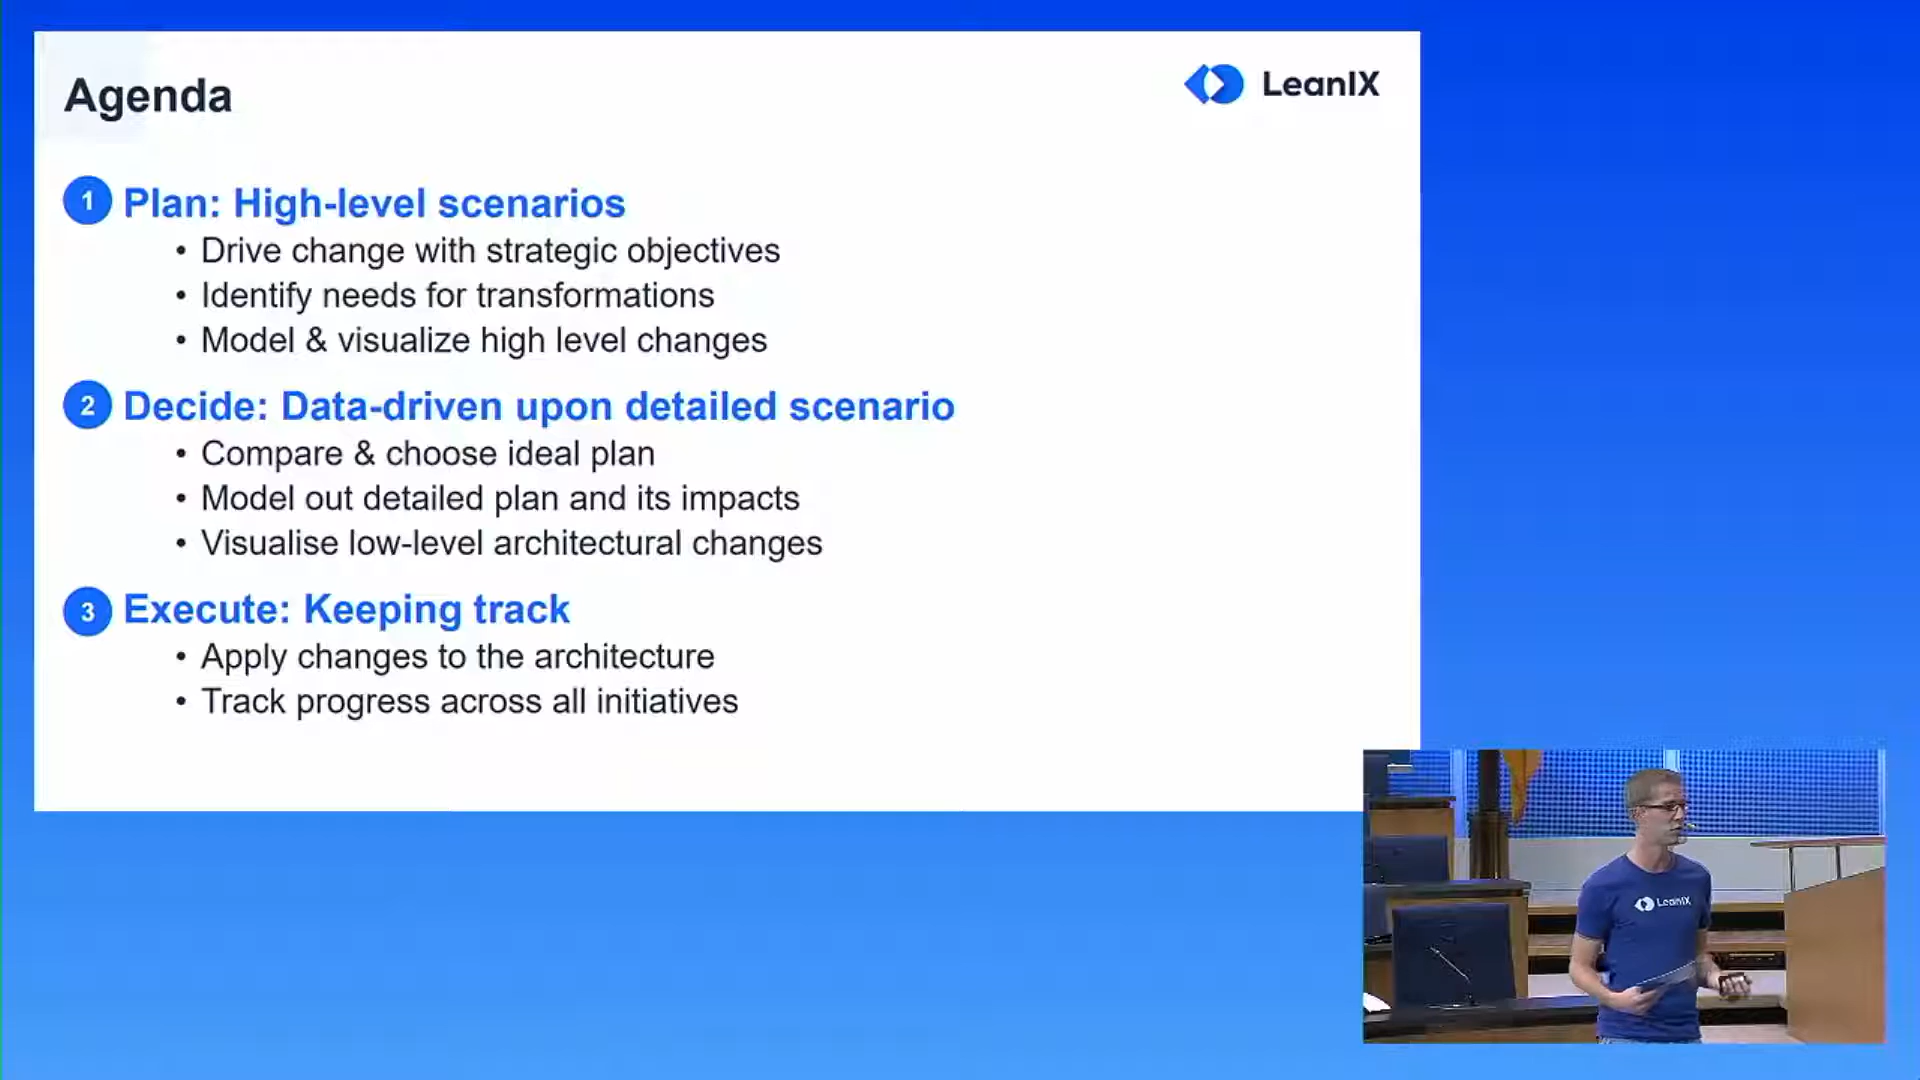 Agenda
LeanIX
1 Plan: High-level scenarios
• Drive change with strategic objectives
• Identify needs for transformations
• Model & visualize high level changes
2 Decide: Data-driven upon detailed scenario
• Compare & choose ideal plan
• Model out detailed plan and its impacts
• Visualise low-level architectural changes
3 Execute: Keeping track
• Apply changes to the architecture
• Track progress across all initiatives
LeanIX